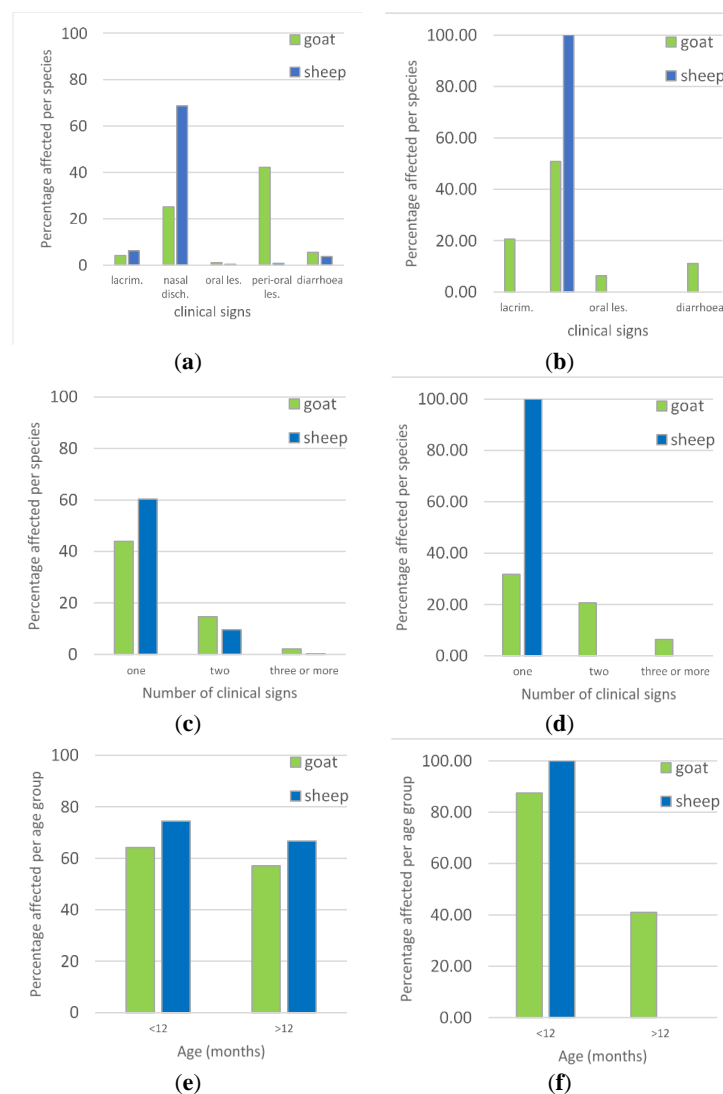 Percentage affected per species
100
80
60
40
20
0
goat
sheep
lacrim.
nasal disch.
oral les.
peri-oral les.
diarrhoea
clinical signs
(a)
Percentage affected per species
100.00
80.00
60.00
40.00
20.00
0.00
goat
sheep
lacrim.
oral les.
diarrhoea
clinical signs
(b)
Percentage affected per species
100
80
60
40
20
0
goat
sheep
one
two
three or more
Number of clinical signs
(c)
Percentage affected per species
100.00
80.00
60.00
40.00
20.00
0.00
goat
sheep
one
two
three or more
Number of clinical signs
(d)
Percentage affected per age group
100
80
60
40
20
0
goat
sheep
<12
>12
Age (months)
(e)
Percentage affected per age group
100.00
80.00
60.00
40.00
20.00
0.00
goat
sheep
<12
>12
Age (months)
(f)